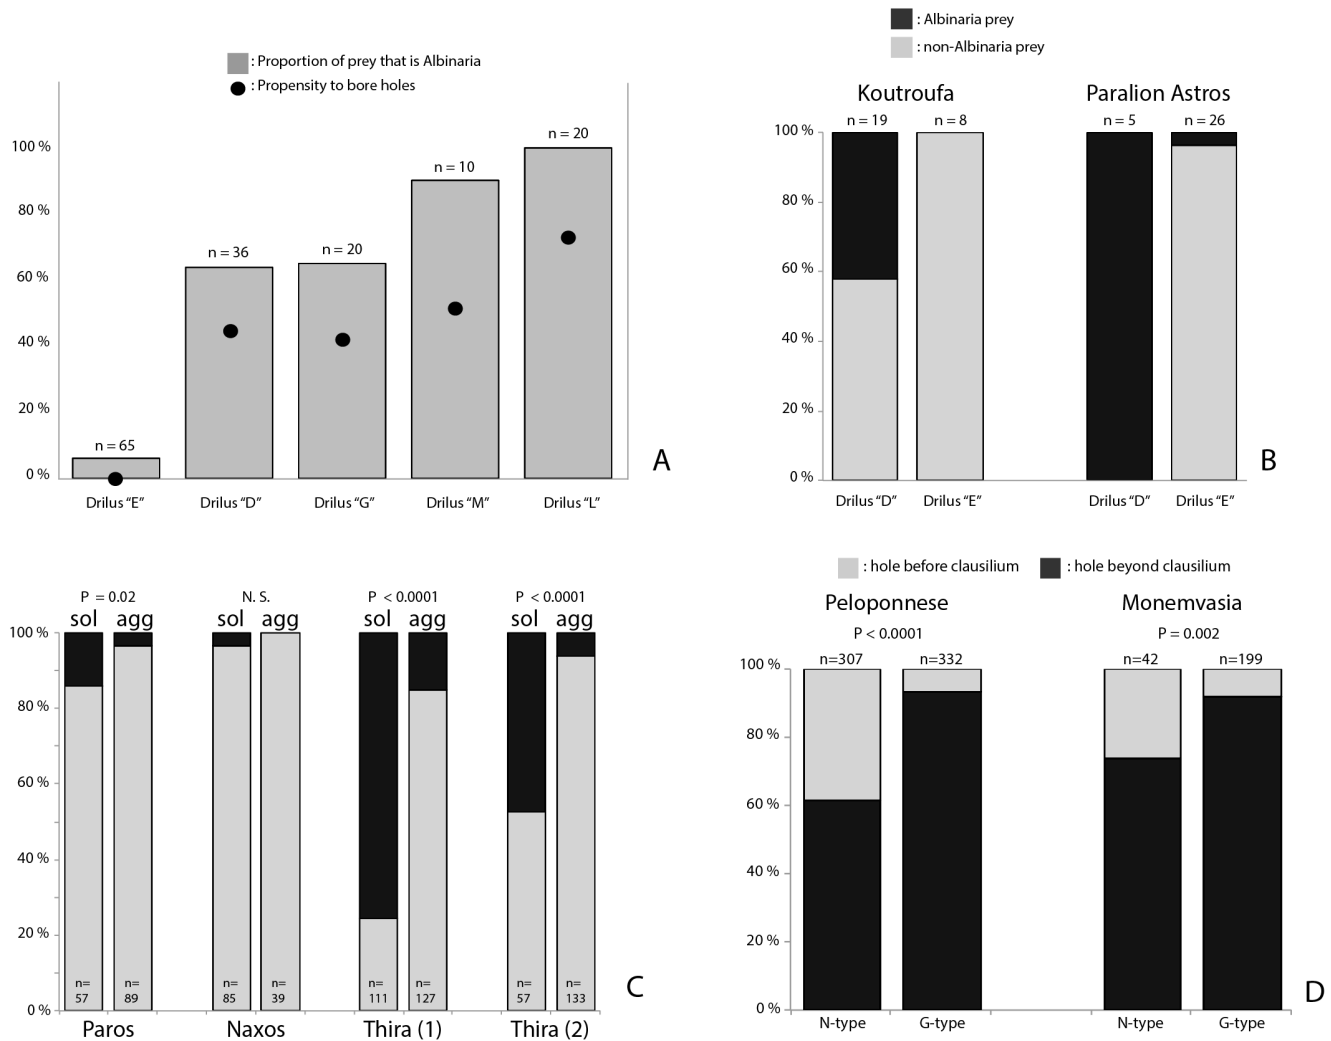 : Proportion of prey that is Albinaria
: Propensity to bore holes
100 %
80 %
60 %
40 %
20 %
0 %
n = 65
n = 36
n = 20
n = 10
n = 20
Drilus “E”
Drilus “D”
Drilus “G”
Drilus “M”
Drilus “L”
A
: Albinaria prey
: non-Albinaria prey
Koutroufa
Paralion Astros
n = 19
n = 8
n = 5
n = 26
100 %
80 %
60 %
40 %
20 %
0 %
Drilus “D”
Drilus “E”
Drilus “D”
Drilus “E”
B
P = 0.02
N. S.
P < 0.0001
P < 0.0001
sol agg
sol agg
sol agg
sol agg
100 %
80 %
60 %
40 %
20 %
0 %
n=
57
n=
89
n=
85
n=
39
n=
111
n=
127
n=
57
n=
133
Paros
Naxos
Thira (1)
Thira (2)
C
: hole before clausilium
: hole beyond clausilium
Peloponnese
Monemvasia
P < 0.0001
P = 0.002
n=307
n=332
n=42
n=199
100 %
80 %
60 %
40 %
20 %
0 %
N-type
G-type
N-type
G-type
D